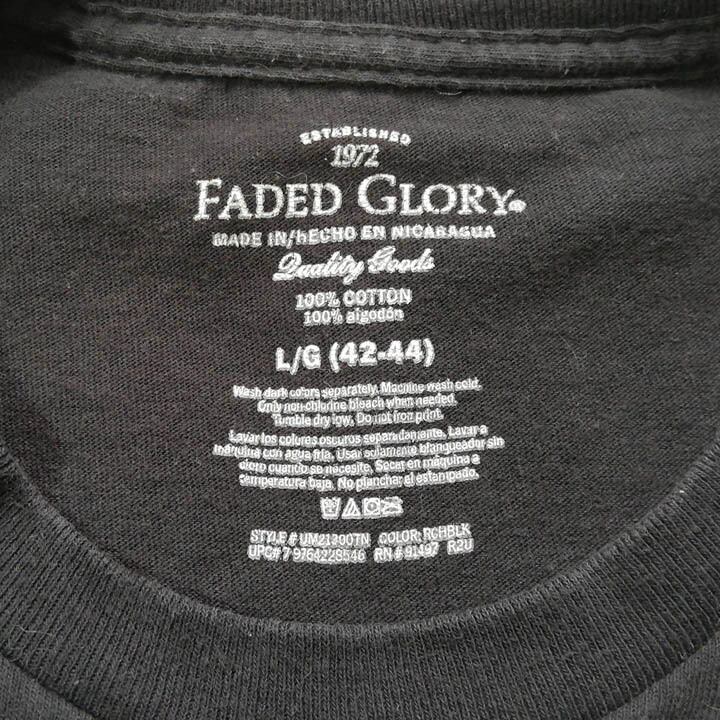 ESTABLISHED
1972
FADED GLORY®
MADE IN/hECHO EN NICARAGUA
Quality Goods
100% COTTON
100% algodón
L/G (42-44)
Wash dark colors separately. Machine wash cold.
Only non-chlorine bleach when needed.
Tumble dry low. Do not iron print.
Lavar los colores oscuros separadamante. Lavar a
máquina con agua fría. Usar solamente blanqueador sin
cloro cuando se necesite. Secar en máquina a
temperatura baja. No planchar el estampado.
STYLE # UM21300TN COLOR: RCHBLK
UPC# 7 9764228546 RN # 91497 R2U